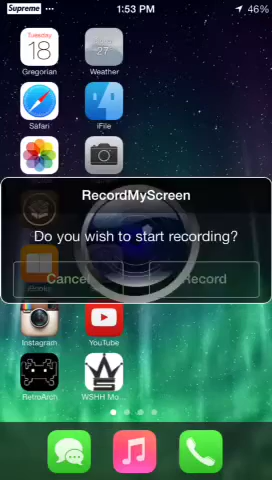 Supreme 1:53 PM 46%
Tuesday
18
27
Gregorian Weather
Safari iFile
RecordMyScreen
Do you wish to start recording?
Cancel Record
iBooks
Instagram YouTube
RetroArch WSHH Mo...